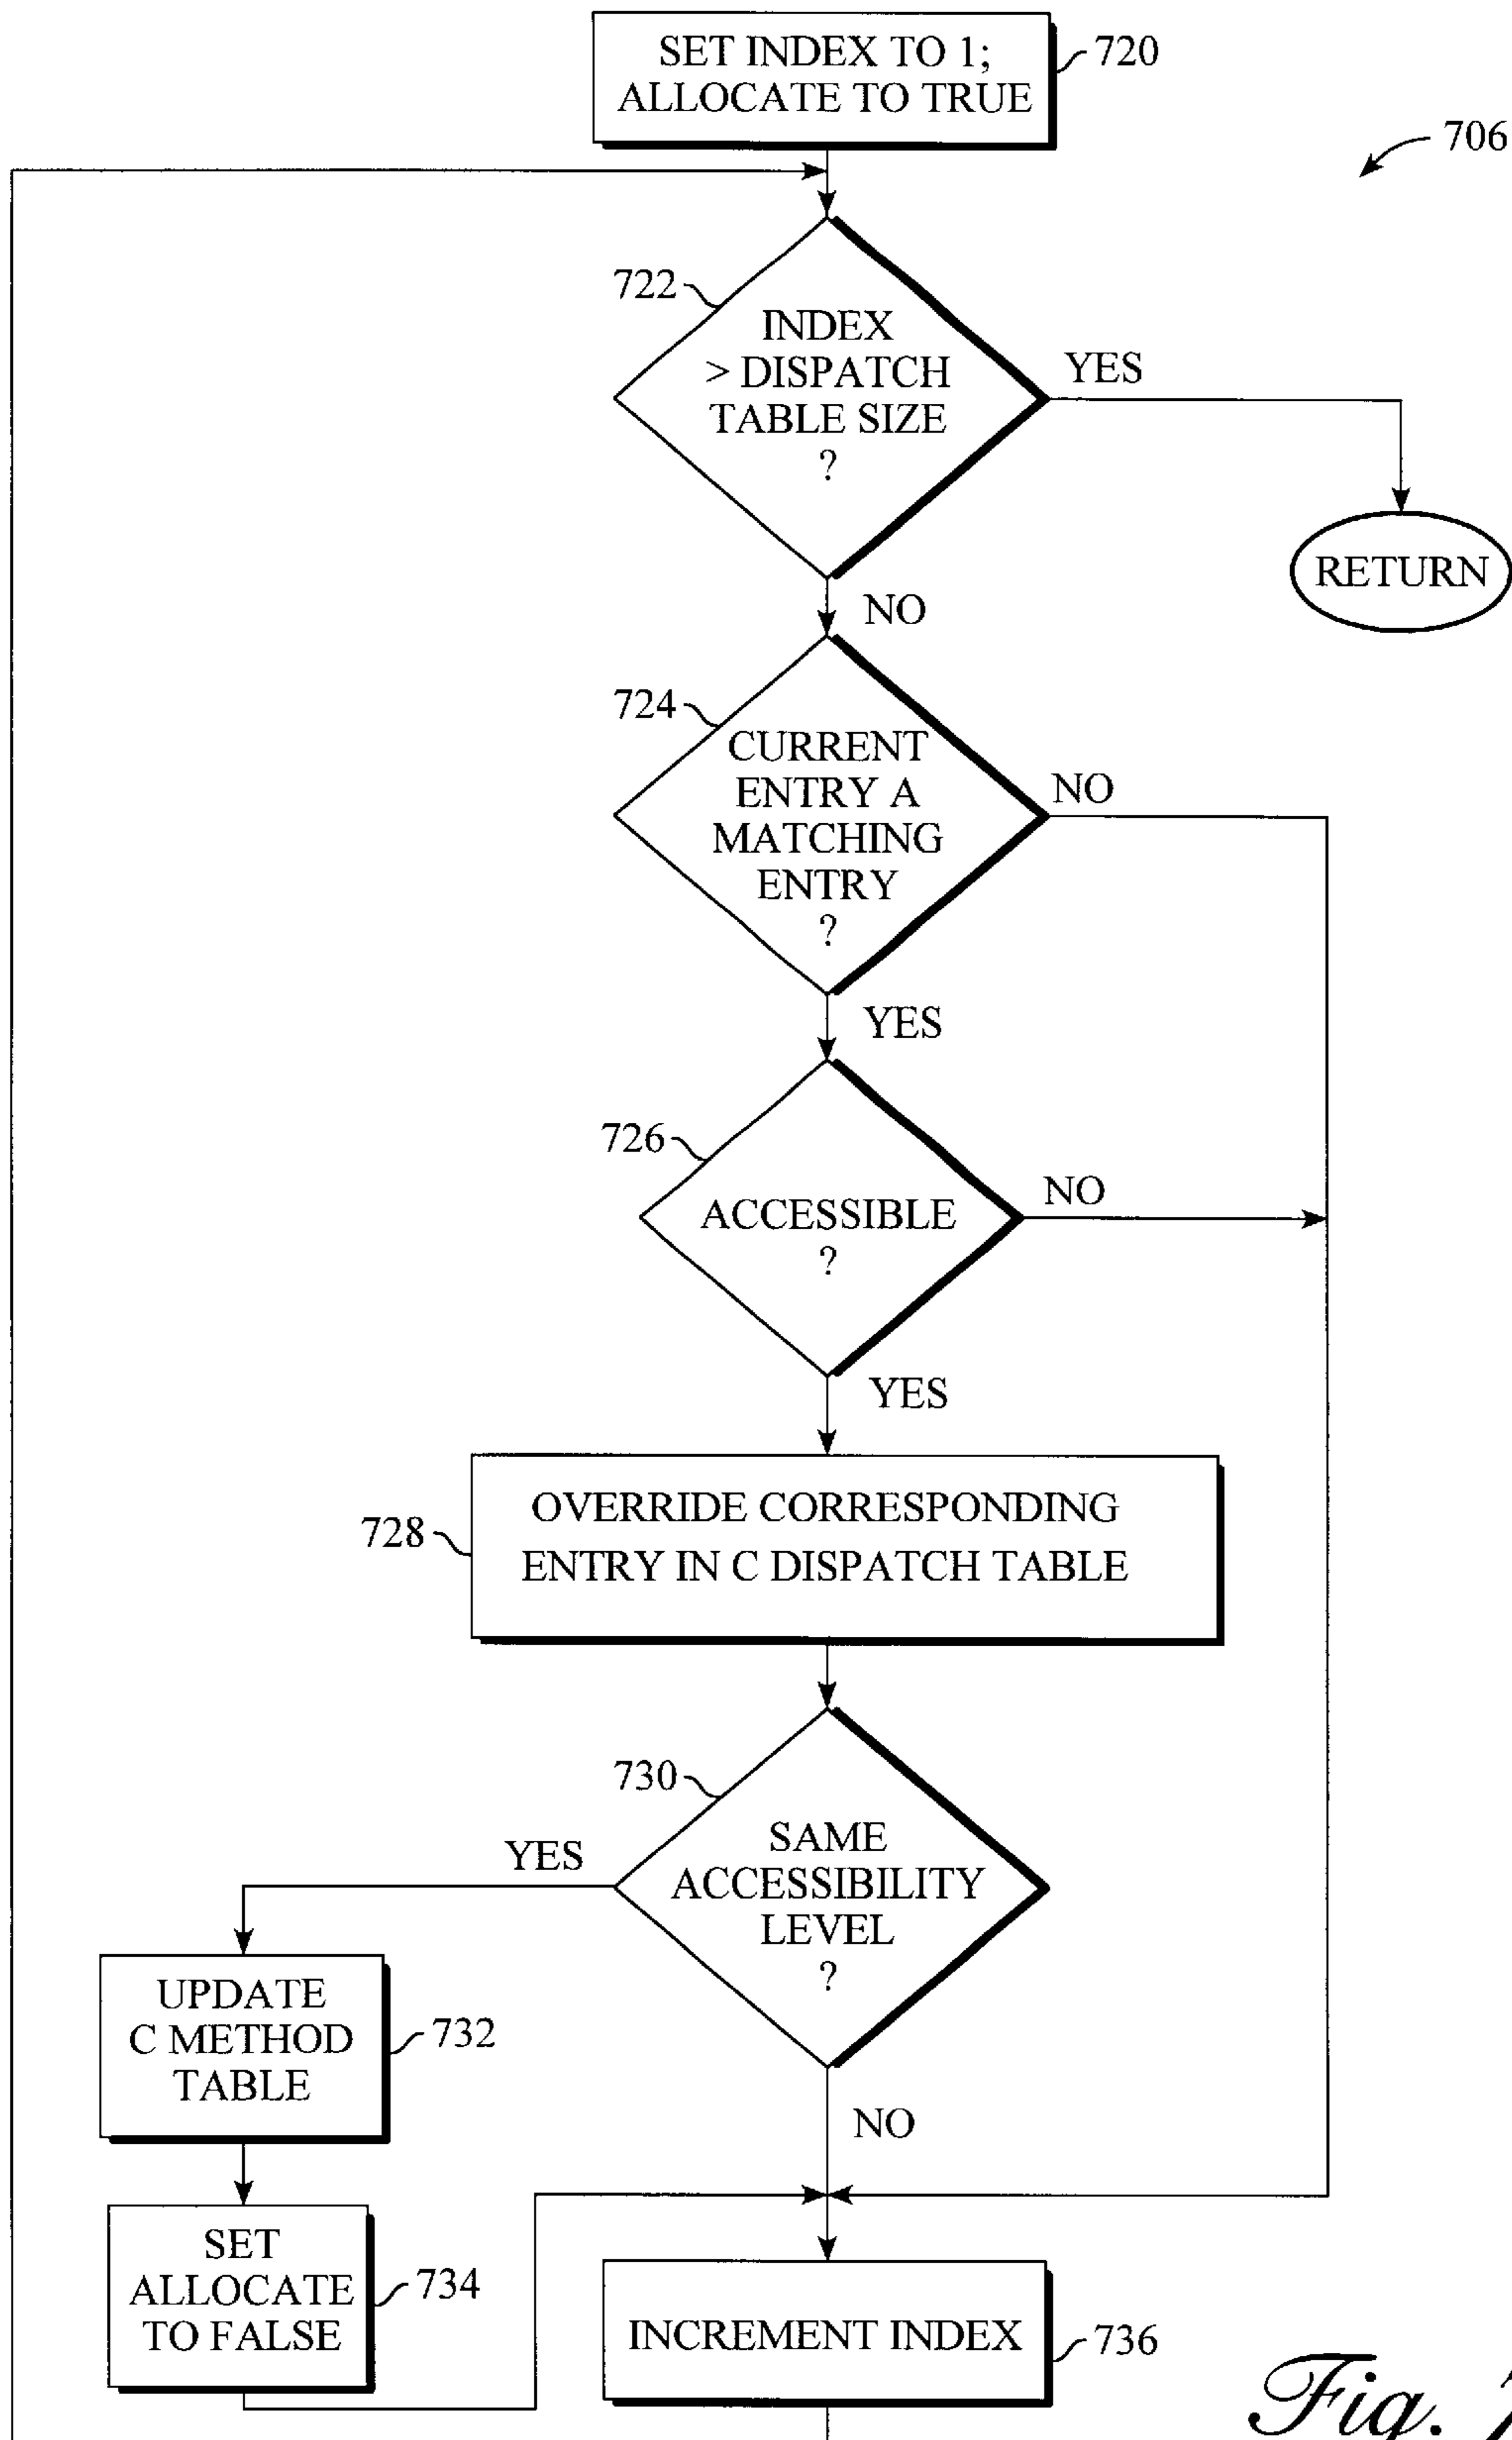 SET INDEX TO 1;
ALLOCATE TO TRUE
720
706
722
INDEX
> DISPATCH
TABLE SIZE
?
YES
RETURN
NO
724
CURRENT
ENTRY A
MATCHING
ENTRY
?
NO
YES
726
ACCESSIBLE
?
NO
YES
728
OVERRIDE CORRESPONDING
ENTRY IN C DISPATCH TABLE
730
SAME
ACCESSIBILITY
LEVEL
?
YES
UPDATE
C METHOD
TABLE
732
NO
SET
ALLOCATE
TO FALSE
734
INCREMENT INDEX
736
Fig.